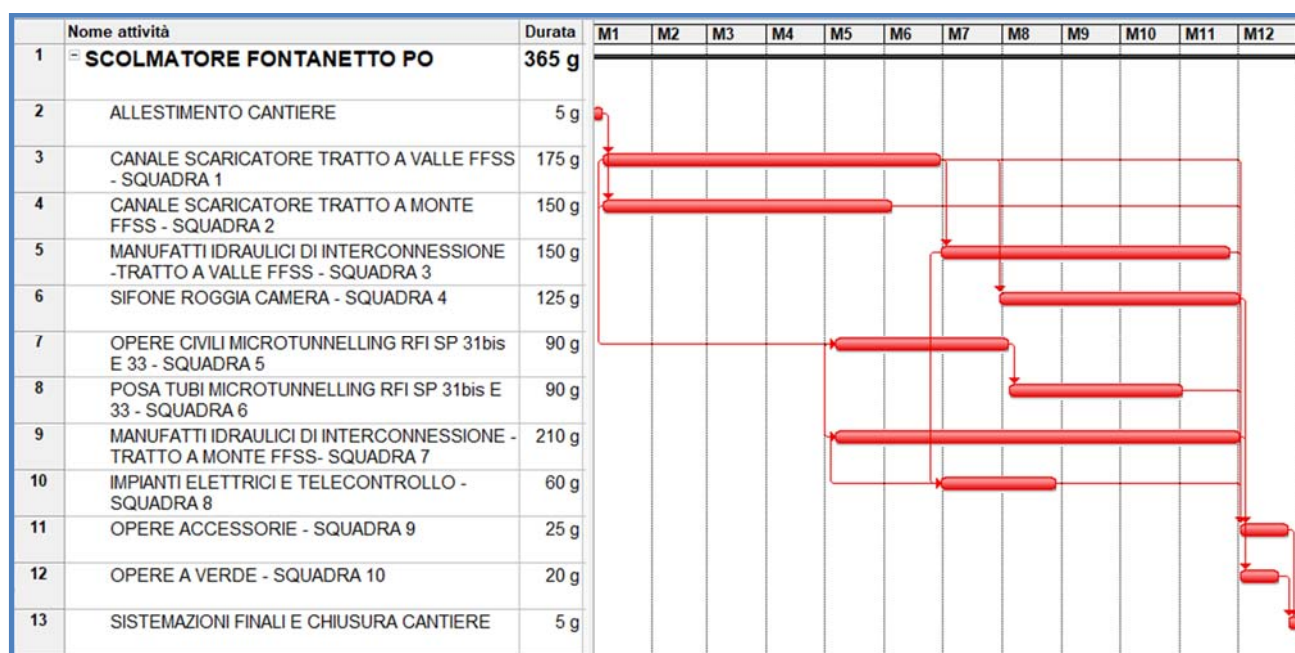 Nome attività Durata M1 M2 M3 M4 M5 M6 M7 M8 M9 M10 M11 M12
1 SCOLMATORE FONTANETTO PO 365 g
2 ALLESTIMENTO CANTIERE 5 g
3 CANALE SCARICATORE TRATTO A VALLE FFSS 175 g
- SQUADRA 1
4 CANALE SCARICATORE TRATTO A MONTE 150 g
FFSS - SQUADRA 2
5 MANUFATTI IDRAULICI DI INTERCONNESSIONE 150 g
-TRATTO A VALLE FFSS - SQUADRA 3
6 SIFONE ROGGIA CAMERA - SQUADRA 4 125 g
7 OPERE CIVILI MICROTUNNELLING RFI SP 31bis 90 g
E 33 - SQUADRA 5
8 POSA TUBI MICROTUNNELLING RFI SP 31bis E 90 g
33 - SQUADRA 6
9 MANUFATTI IDRAULICI DI INTERCONNESSIONE - 210 g
TRATTO A MONTE FFSS- SQUADRA 7
10 IMPIANTI ELETTRICI E TELECONTROLLO - 60 g
SQUADRA 8
11 OPERE ACCESSORIE - SQUADRA 9 25 g
12 OPERE A VERDE - SQUADRA 10 20 g
13 SISTEMAZIONI FINALI E CHIUSURA CANTIERE 5 g